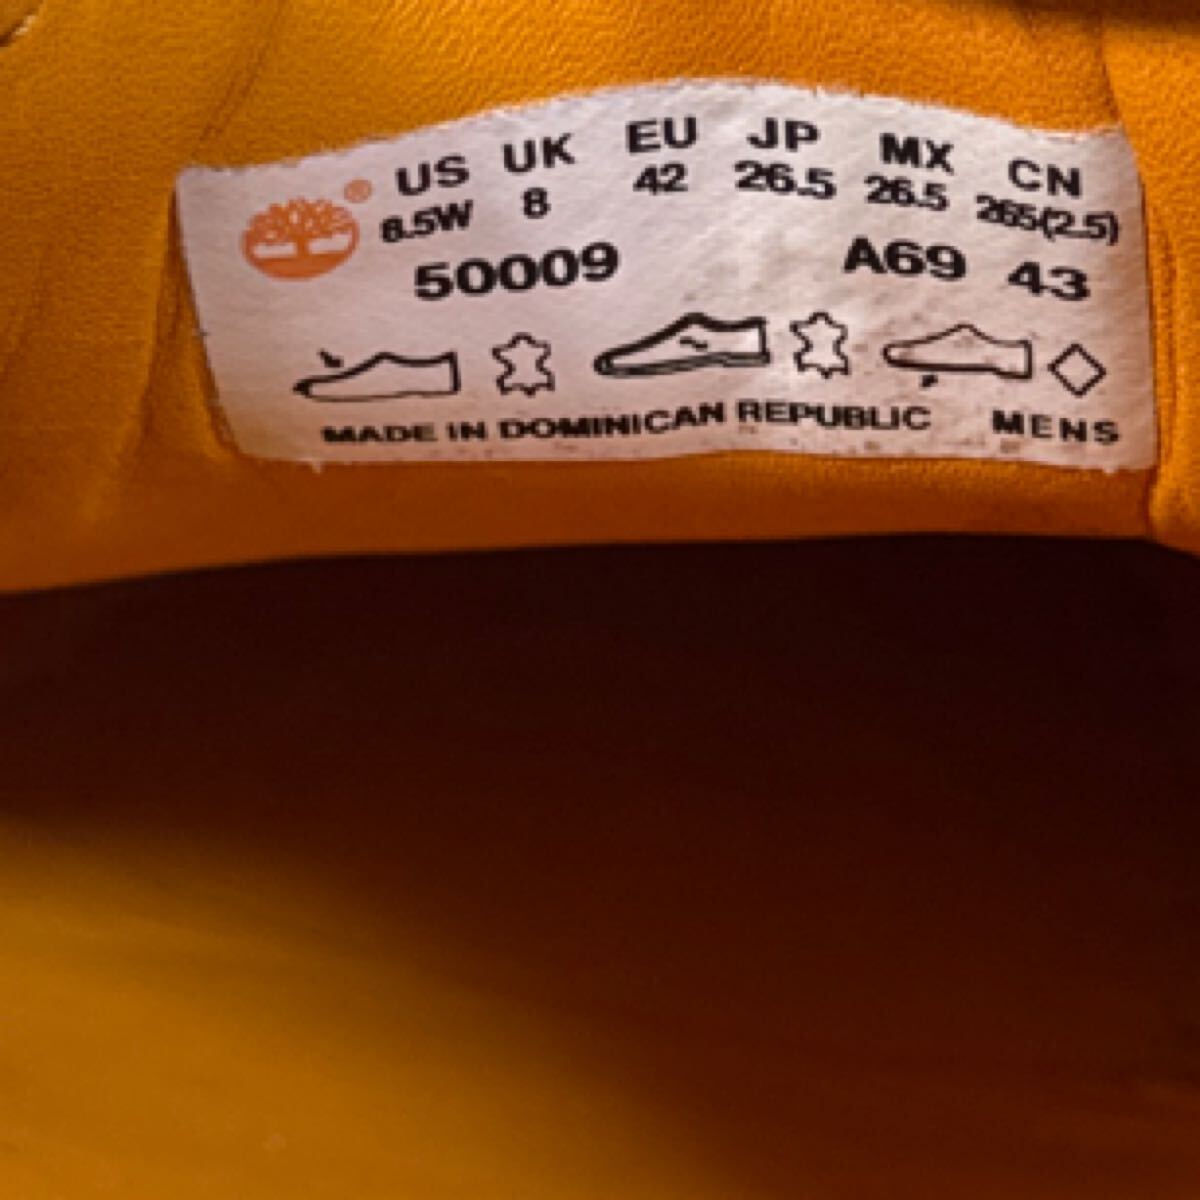 ® US UK EU JP MX CN
8.5W 8 42 26.5 26.5 265(2.5)
50009 A69 43
MADE IN DOMINICAN REPUBLIC MENS